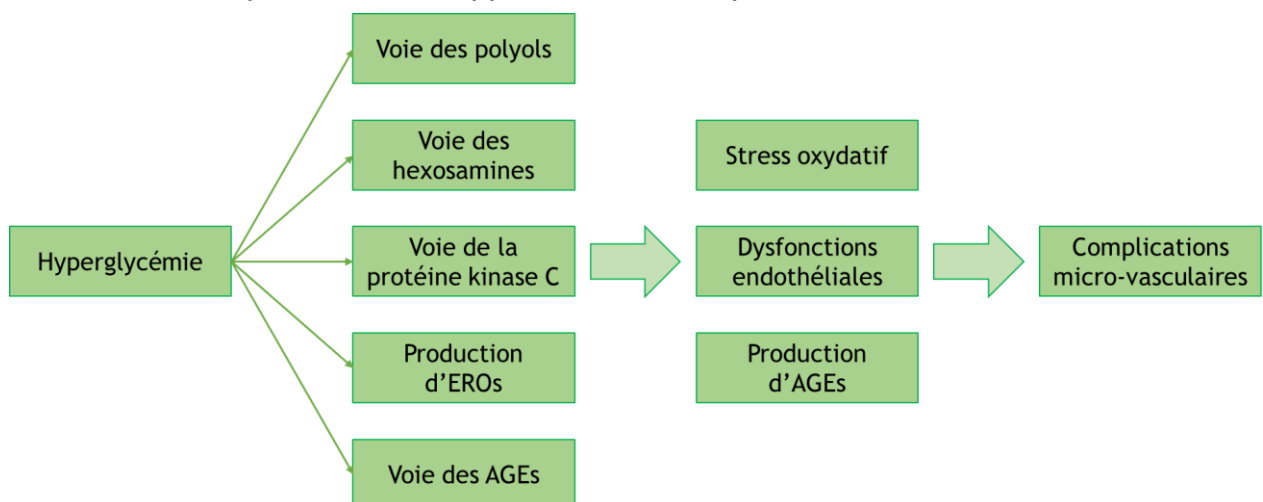 Voie des polyols
Voie des
hexosamines
Stress oxydatif
Hyperglycémie
Voie de la
protéine kinase C
Dysfonctions
endothéliales
Complications
micro-vasculaires
Production
d’EROs
Production
d’AGEs
Voie des AGEs